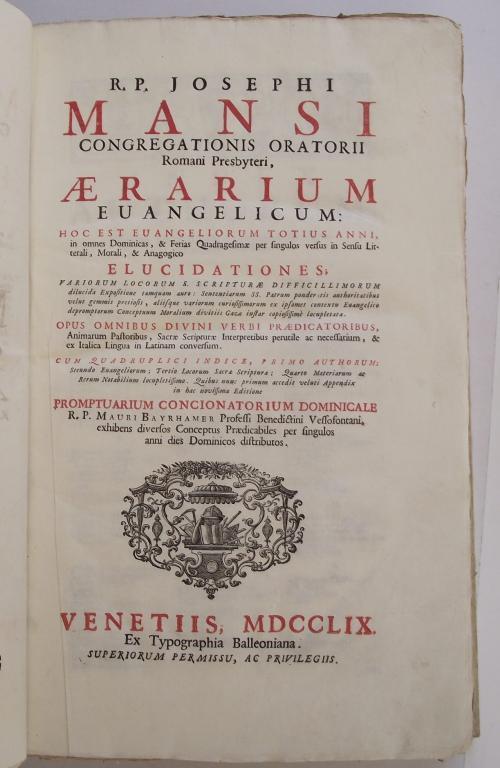 R. P. JOSEPHI
MANSI
CONGREGATIONIS ORATORII
Romani Presbyteri,
ÆRARIUM
EUANGELICUM:
HOC EST EUANGELIORUM TOTIUS ANNI,
in omnes Dominicas, & Ferias Quadragesimæ per singulos versus in Sensu Lit-
terali, Morali, & Anagogico
ELUCIDATIONES;
VARIORUM LOCORUM S. SCRIPTURÆ DIFFICILLIMORUM
dilucida Expositione tamquam auro: Sententiarum SS. Patrum ponderatis authoritatibus
velut gemmis pretiosis, aliisque variorum curiosissimorum ex ipsomet contextu Euangelico
depromptorum Conceptuum Moralium divitiis Gaza instar copiosissimè locupletata.
OPUS OMNIBUS DIVINI VERBI PRÆDICATORIBUS,
Animarum Pastoribus, Sacræ Scripturæ Interpretibus perutile ac necessarium, &
ex Italica Lingua in Latinam conversum.
CUM QUADRUPLICI INDICE, PRIMO AUTHORUM;
Secundo Euangeliorum; Tertio Locorum Sacræ Scripturæ; Quarto Materiarum ac
Rerum Notabilium locupletissimo. Quibus nunc primum accedit veluti Appendix
in hac novissima Editione
PROMPTUARIUM CONCIONATORIUM DOMINICALE
R. P. MAURI BAYRHAMER Professi Benedictini Vessofontani,
exhibens diversos Conceptus Prædicabiles per singulos
anni dies Dominicos distributos.
VENETIIS, MDCCLIX.
Ex Typographia Balleoniana.
SUPERIORUM PERMISSU, AC PRIVILEGIIS.